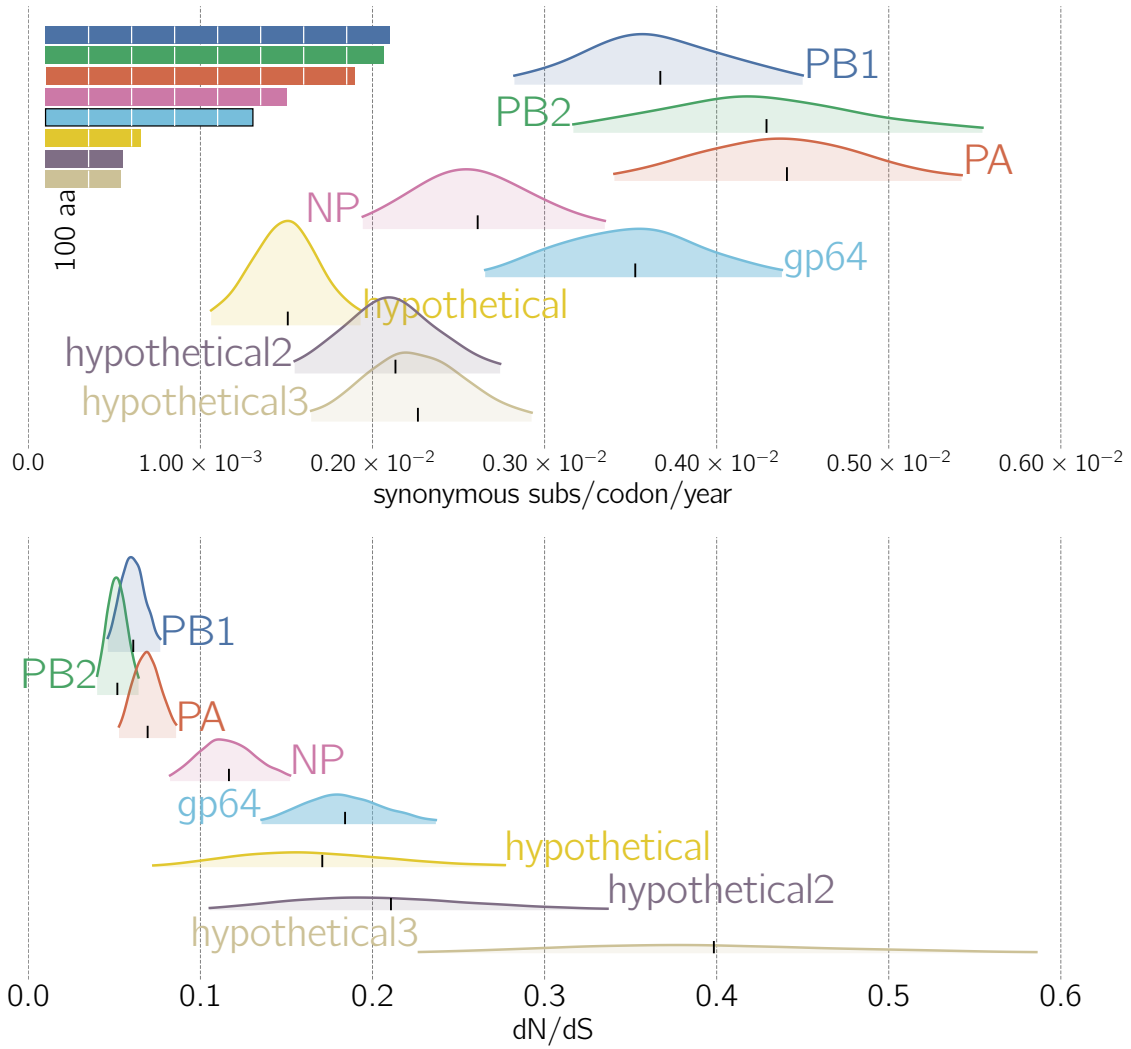 PB1
PB2
PA
100 aa
NP
gp64
hypothetical
hypothetical2
hypothetical3
0.0 1.00 × 10⁻³ 0.20 × 10⁻² 0.30 × 10⁻² 0.40 × 10⁻² 0.50 × 10⁻² 0.60 × 10⁻²
synonymous subs/codon/year
PB1
PB2
PA
NP
gp64
hypothetical
hypothetical2
hypothetical3
0.0 0.1 0.2 0.3 0.4 0.5 0.6
dN/dS